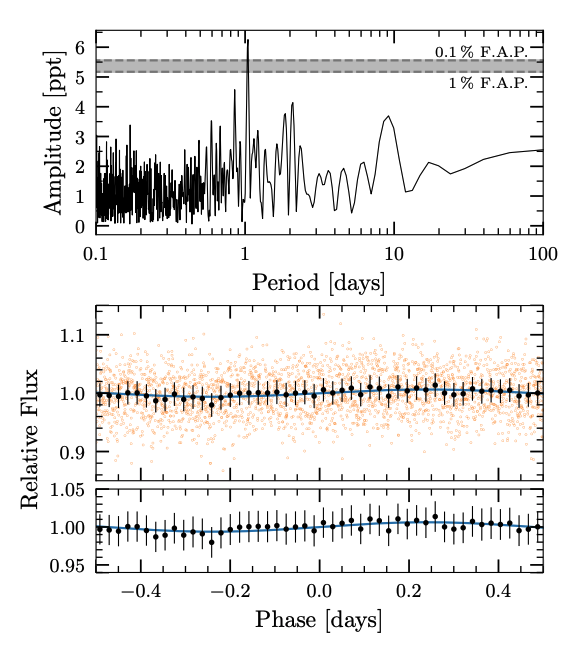 6
5
4
3
2
1
0
Amplitude [ppt]
0.1 % F.A.P.
1 % F.A.P.
0.1 1 10 100
Period [days]
1.1
1.0
0.9
Relative Flux
1.05
1.00
0.95
−0.4 −0.2 0.0 0.2 0.4
Phase [days]